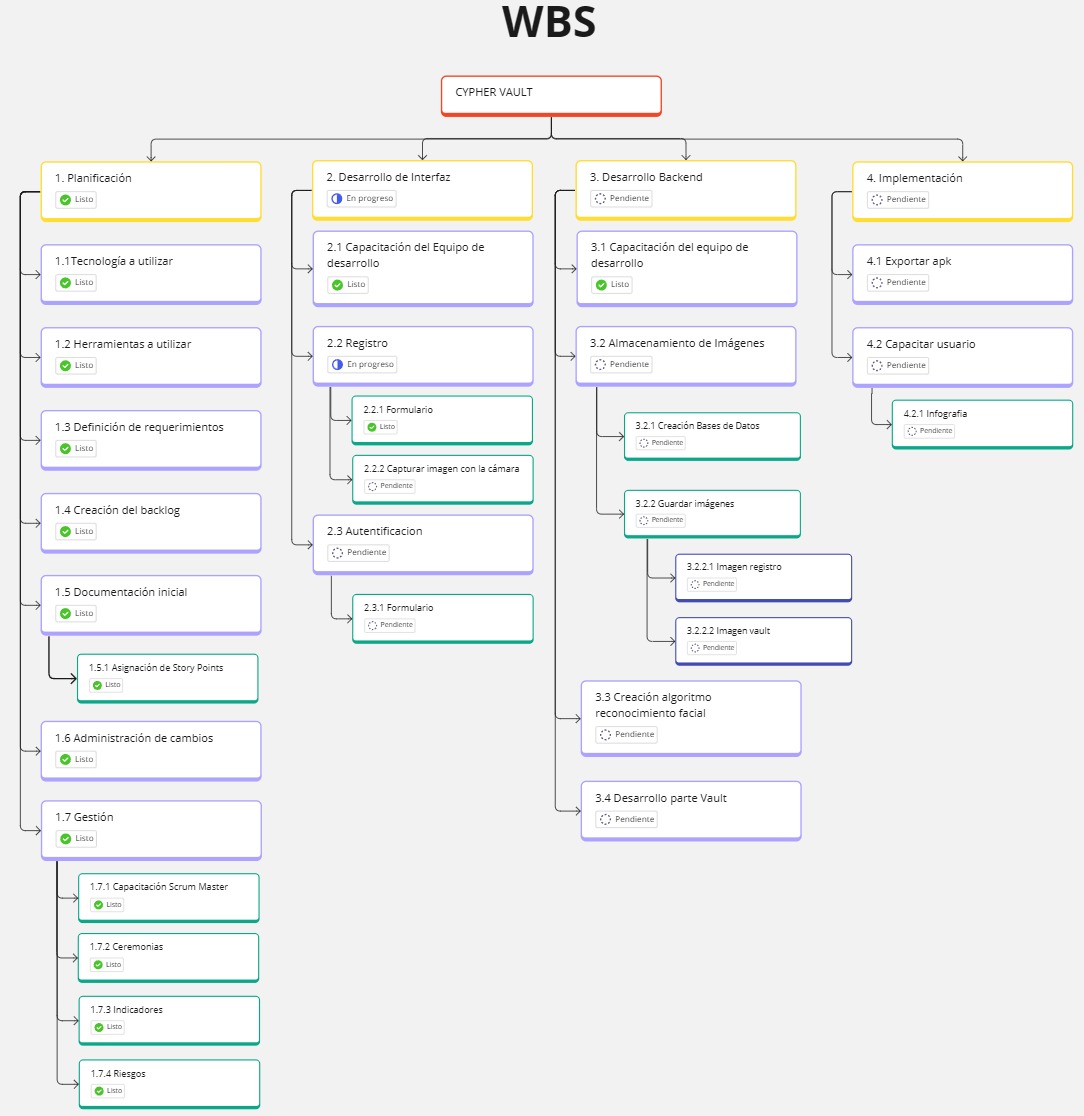 WBS
CYPHER VAULT
1. Planificación
Listo
1.1Tecnología a utilizar
Listo
1.2 Herramientas a utilizar
Listo
1.3 Definición de requerimientos
Listo
1.4 Creación del backlog
Listo
1.5 Documentación inicial
Listo
1.5.1 Asignación de Story Points
Listo
1.6 Administración de cambios
Listo
1.7 Gestión
Listo
1.7.1 Capacitación Scrum Master
Listo
1.7.2 Ceremonias
Listo
1.7.3 Indicadores
Listo
1.7.4 Riesgos
Listo
2. Desarrollo de Interfaz
En progreso
2.1 Capacitación del Equipo de
desarrollo
Listo
2.2 Registro
En progreso
2.2.1 Formulario
Listo
2.2.2 Capturar imagen con la cámara
Pendiente
2.3 Autentificacion
Pendiente
2.3.1 Formulario
Pendiente
3. Desarrollo Backend
Pendiente
3.1 Capacitación del equipo de
desarrollo
Listo
3.2 Almacenamiento de Imágenes
Pendiente
3.2.1 Creación Bases de Datos
Pendiente
3.2.2 Guardar imágenes
Pendiente
3.2.2.1 Imagen registro
Pendiente
3.2.2.2 Imagen vault
Pendiente
3.3 Creación algoritmo
reconocimiento facial
Pendiente
3.4 Desarrollo parte Vault
Pendiente
4. Implementación
Pendiente
4.1 Exportar apk
Pendiente
4.2 Capacitar usuario
Pendiente
4.2.1 Infografia
Pendiente